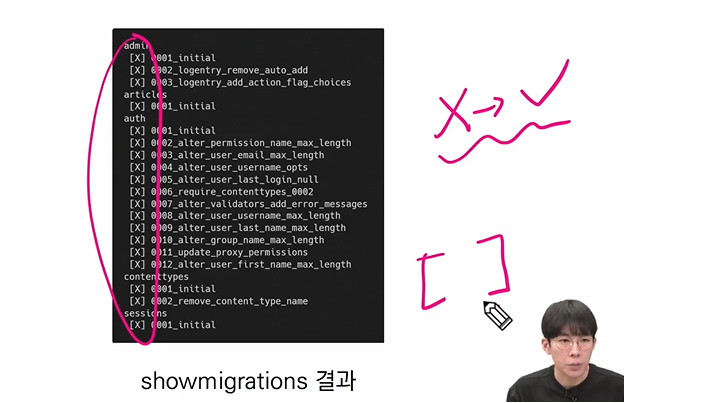 admin
[X] 0001_initial
[X] 0002_logentry_remove_auto_add
[X] 0003_logentry_add_action_flag_choices
articles
[X] 0001_initial
auth
[X] 0001_initial
[X] 0002_alter_permission_name_max_length
[X] 0003_alter_user_email_max_length
[X] 0004_alter_user_username_opts
[X] 0005_alter_user_last_login_null
[X] 0006_require_contenttypes_0002
[X] 0007_alter_validators_add_error_messages
[X] 0008_alter_user_username_max_length
[X] 0009_alter_user_last_name_max_length
[X] 0010_alter_group_name_max_length
[X] 0011_update_proxy_permissions
[X] 0012_alter_user_first_name_max_length
contenttypes
[X] 0001_initial
[X] 0002_remove_content_type_name
sessions
[X] 0001_initial
showmigrations 결과
X → ✓
[ ]